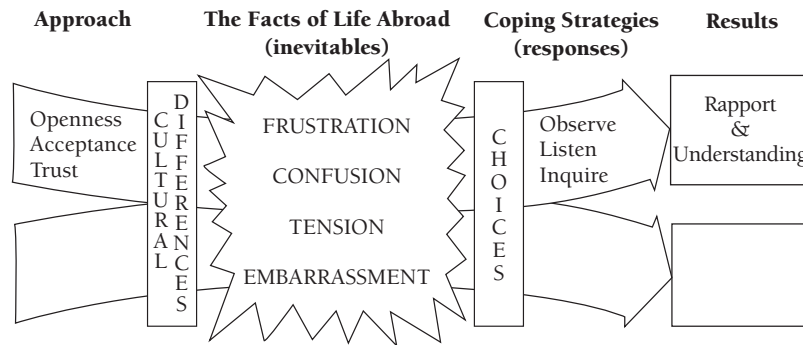 Approach
The Facts of Life Abroad
(inevitables)
Coping Strategies
(responses)
Results
Openness
Acceptance
Trust
CULTURAL
DIFFERENCES
FRUSTRATION
CONFUSION
TENSION
EMBARRASSMENT
CHOICES
Observe
Listen
Inquire
Rapport
&
Understanding